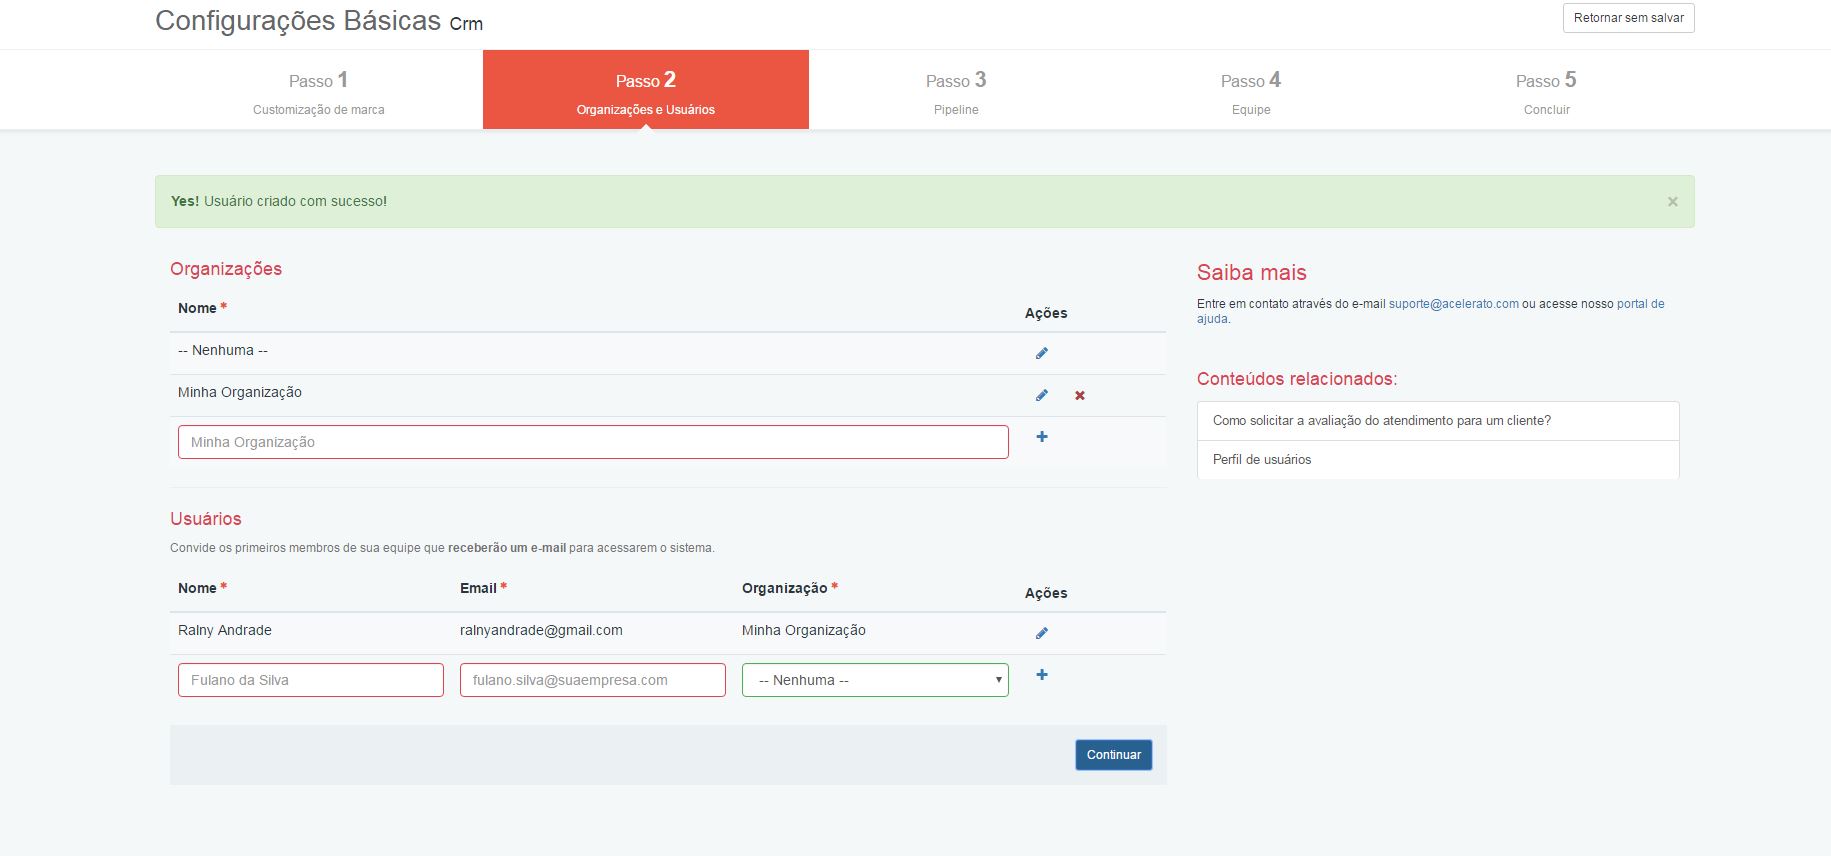 Configurações Básicas Crm
Retornar sem salvar
Passo 1
Customização de marca
Passo 2
Organizações e Usuários
Passo 3
Pipeline
Passo 4
Equipe
Passo 5
Concluir
Yes! Usuário criado com sucesso!
×
Organizações
Nome *
Ações
-- Nenhuma --
Minha Organização
Minha Organização
Usuários
Convide os primeiros membros de sua equipe que receberão um e-mail para acessarem o sistema.
Nome * Email * Organização * Ações
Ralny Andrade ralnyandrade@gmail.com Minha Organização
Fulano da Silva fulano.silva@suaempresa.com -- Nenhuma --
Continuar
Saiba mais
Entre em contato através do e-mail suporte@acelerato.com ou acesse nosso portal de
ajuda.
Conteúdos relacionados:
Como solicitar a avaliação do atendimento para um cliente?
Perfil de usuários